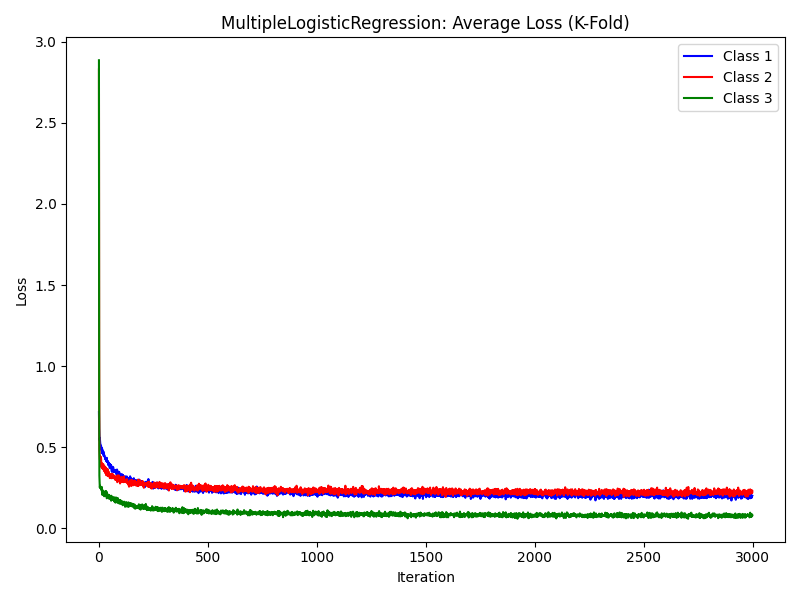 MultipleLogisticRegression: Average Loss (K-Fold)
3.0
2.5
2.0
1.5
1.0
0.5
0.0
Loss
Class 1
Class 2
Class 3
0 500 1000 1500 2000 2500 3000
Iteration